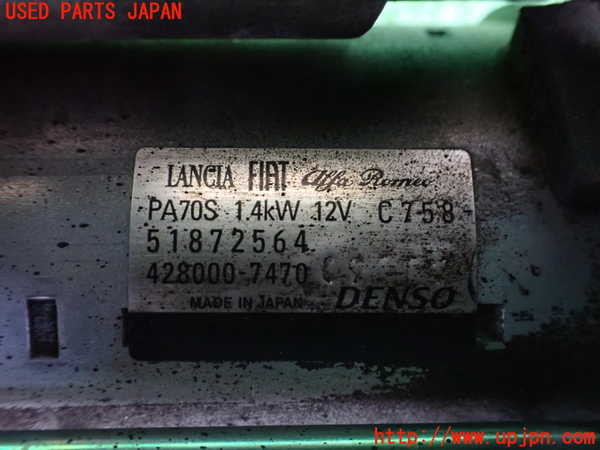 USED PARTS JAPAN
LANCIA FIAT Alfa Romeo
PA70S 1.4kW 12V C758
51872564
428000-7470
MADE IN JAPAN DENSO
http://www.upjpn.com